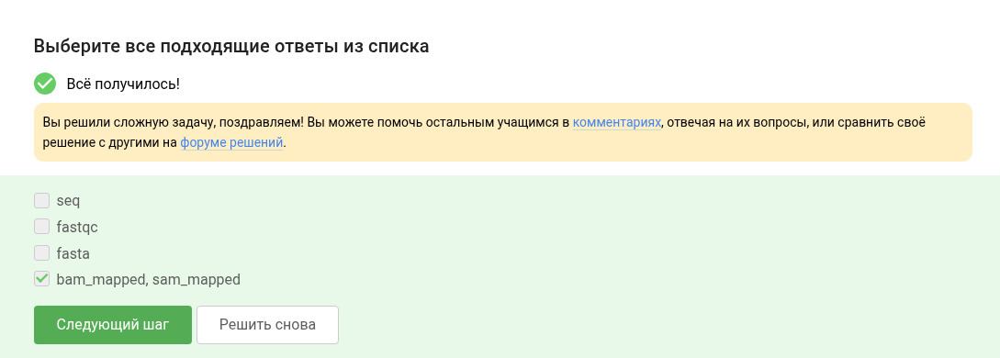 Выберите все подходящие ответы из списка
Всё получилось!
Вы решили сложную задачу, поздравляем! Вы можете помочь остальным учащимся в комментариях, отвечая на их вопросы, или сравнить своё
решение с другими на форуме решений.
seq
fastqc
fasta
bam_mapped, sam_mapped
Следующий шаг
Решить снова